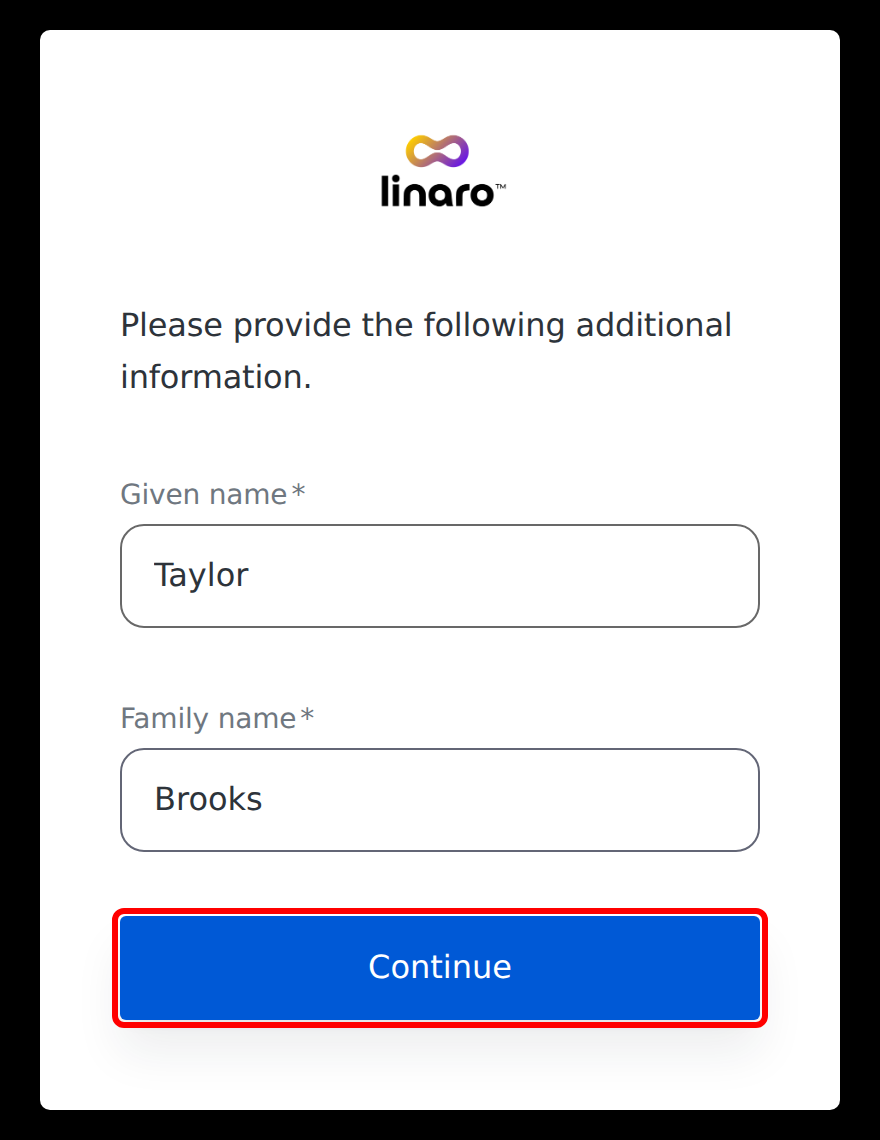 linaro™
Please provide the following additional
information.
Given name*
Taylor
Family name*
Brooks
Continue